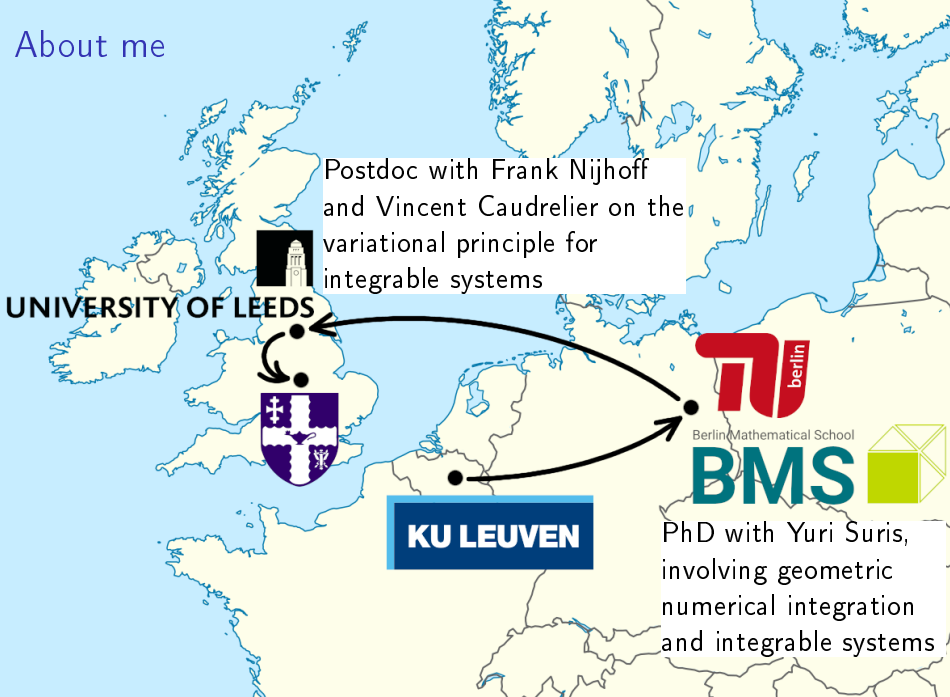 About me
Postdoc with Frank Nijhoff
and Vincent Caudrelier on the
variational principle for
integrable systems
UNIVERSITY OF LEEDS
berlin
Berlin Mathematical School
BMS
KU LEUVEN
PhD with Yuri Suris,
involving geometric
numerical integration
and integrable systems